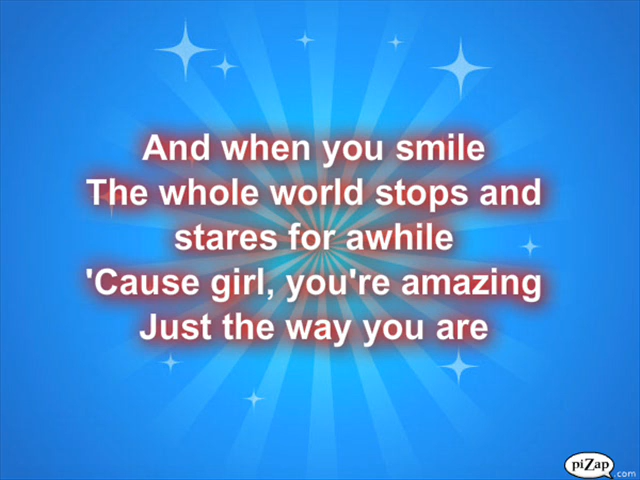 And when you smile
The whole world stops and
stares for awhile
'Cause girl, you're amazing
Just the way you are
piZap.com